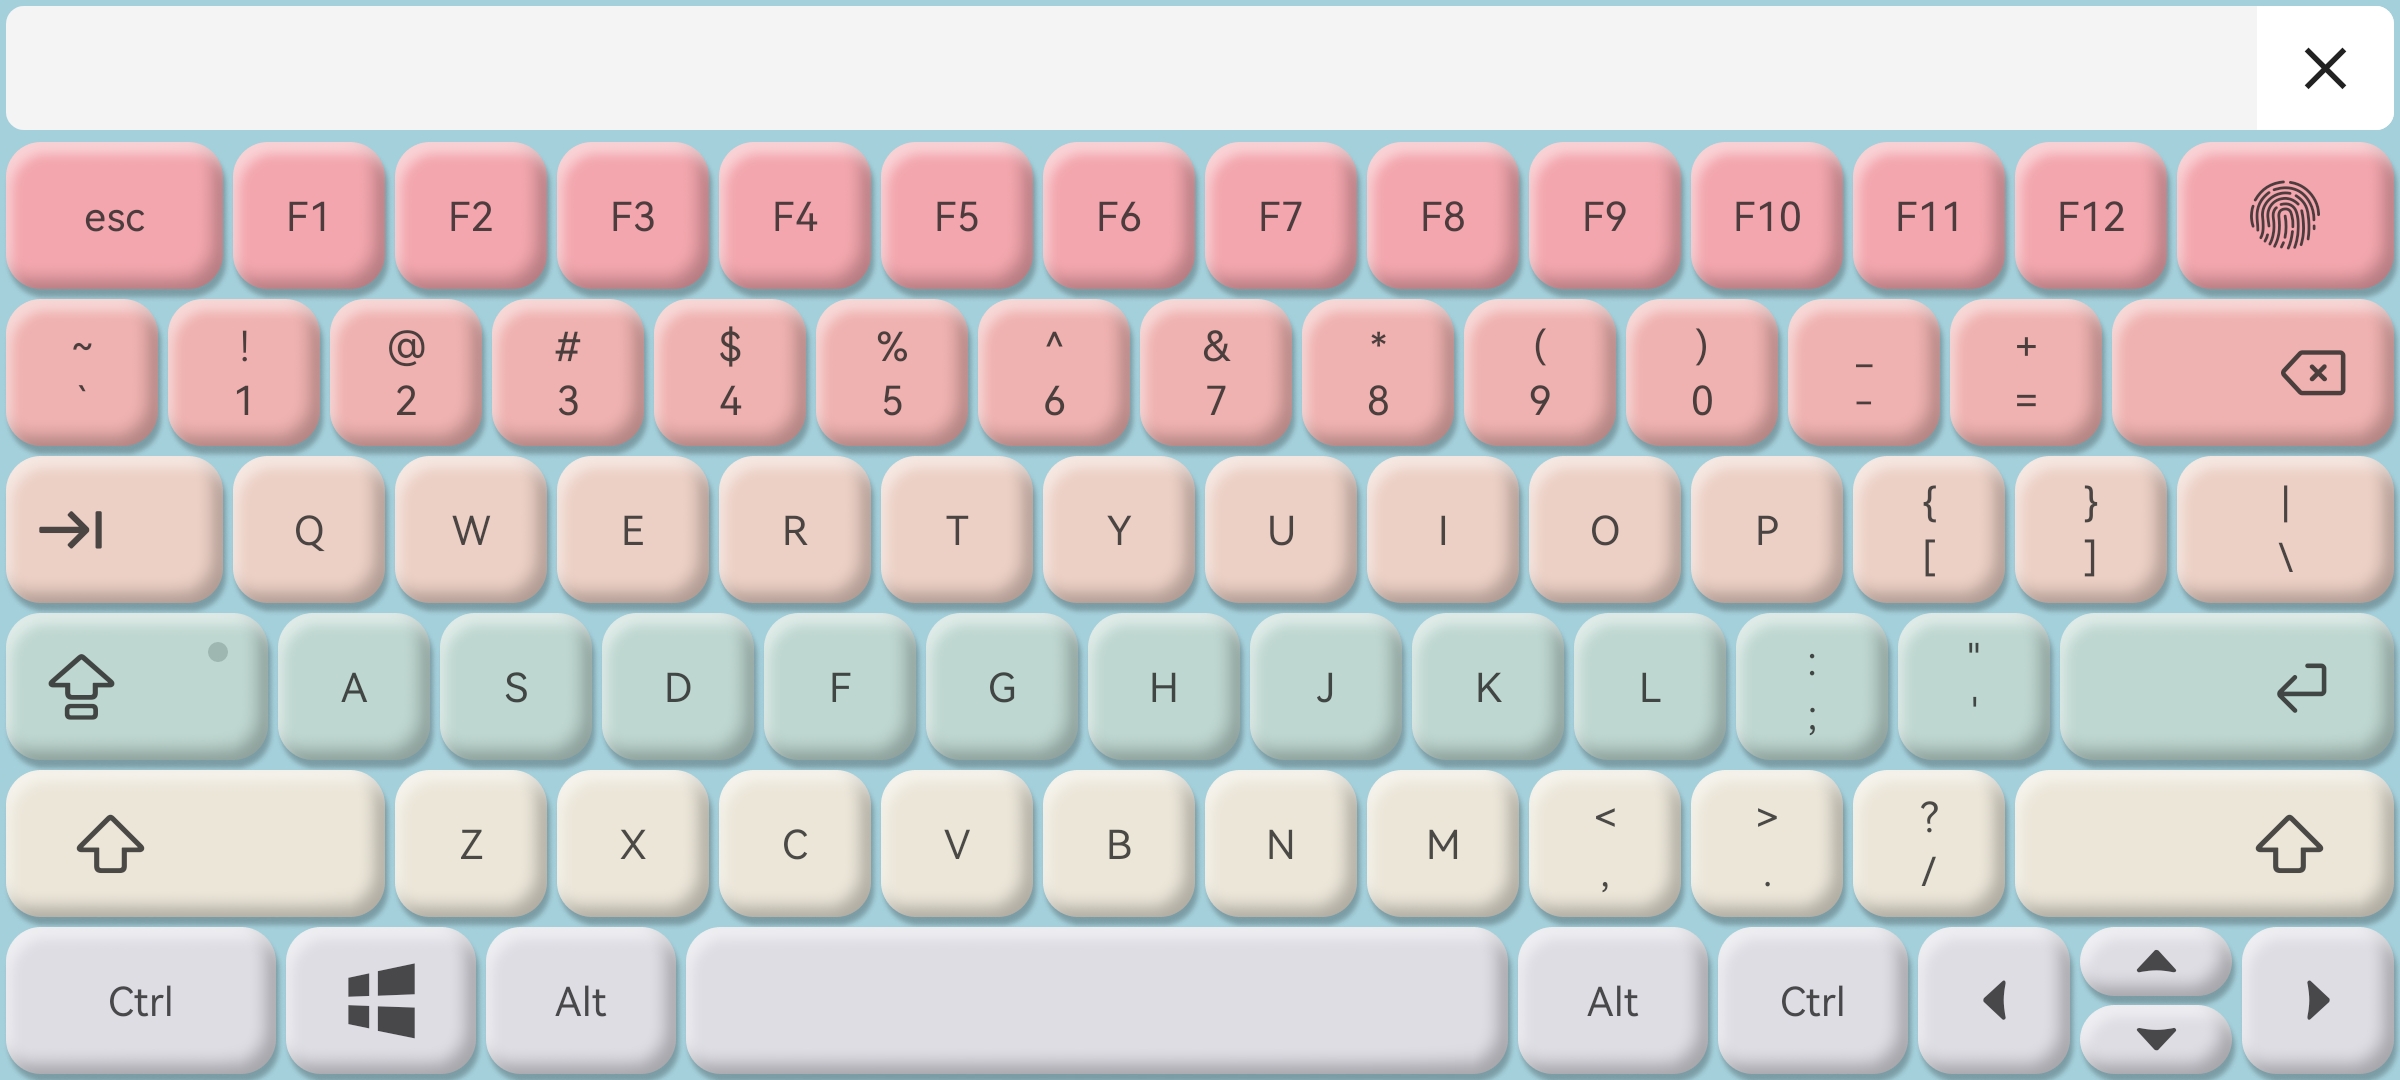 esc F1 F2 F3 F4 F5 F6 F7 F8 F9 F10 F11 F12
~ ! @ # $ % ^ & * ( ) _ +
` 1 2 3 4 5 6 7 8 9 0 - =
Q W E R T Y U I O P { } |
[ ] \
A S D F G H J K L : "
; '
Z X C V B N M < > ?
, . /
Ctrl Alt Alt Ctrl